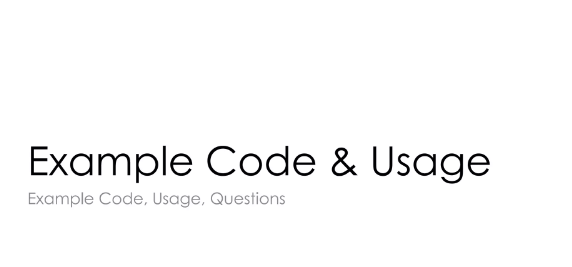 Example Code & Usage
Example Code, Usage, Questions